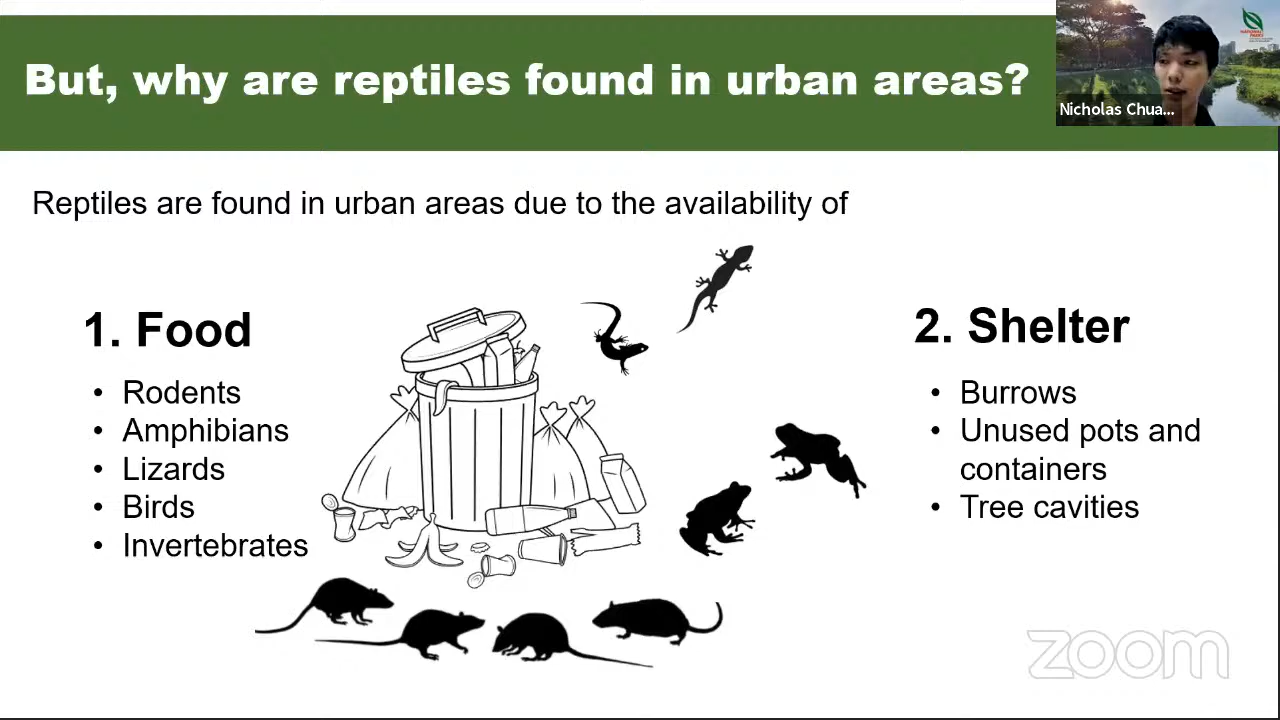 But, why are reptiles found in urban areas?
Nicholas Chua...
Reptiles are found in urban areas due to the availability of
1. Food
• Rodents
• Amphibians
• Lizards
• Birds
• Invertebrates
2. Shelter
• Burrows
• Unused pots and
containers
• Tree cavities
zoom